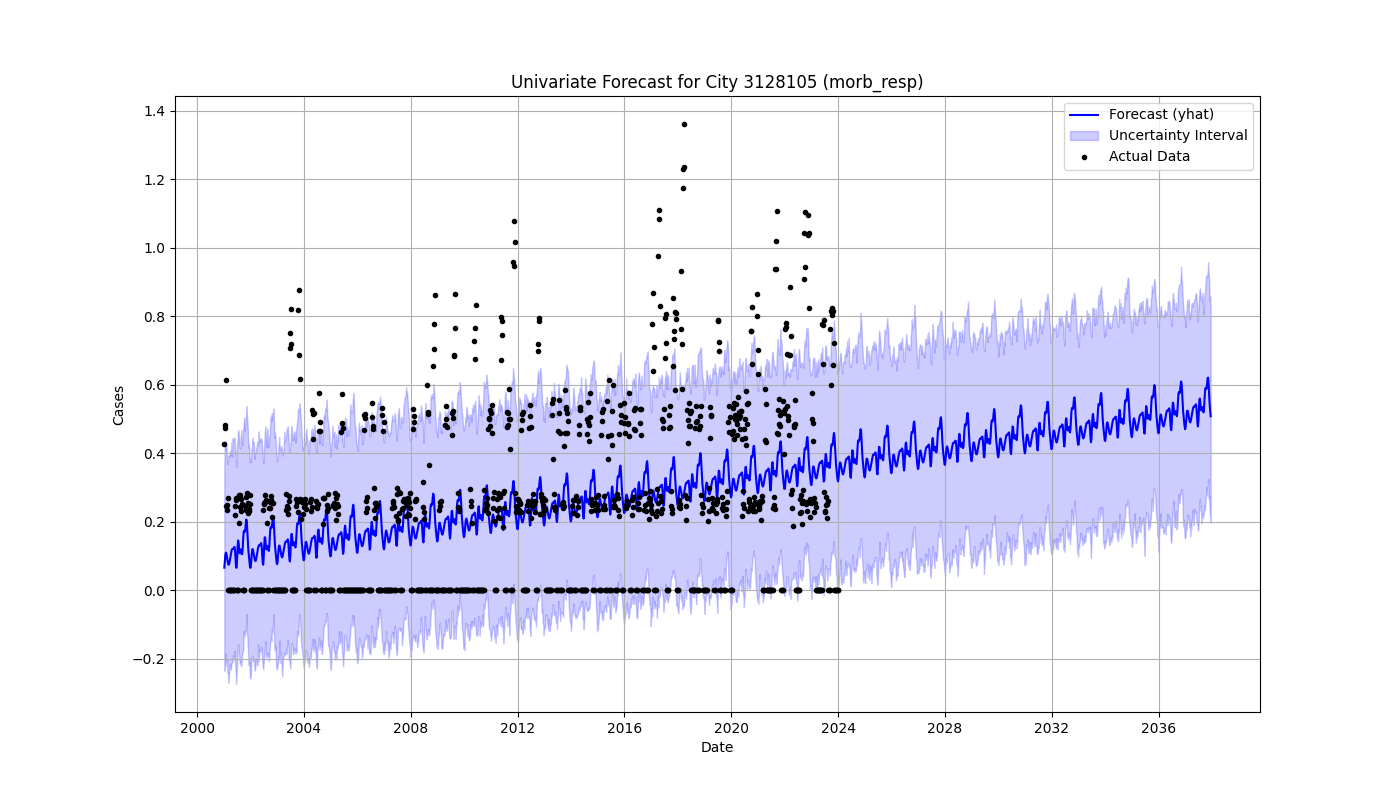 Univariate Forecast for City 3128105 (morb_resp)
Forecast (yhat)
Uncertainty Interval
Actual Data
Cases
1.4
1.2
1.0
0.8
0.6
0.4
0.2
0.0
−0.2
2000 2004 2008 2012 2016 2020 2024 2028 2032 2036
Date